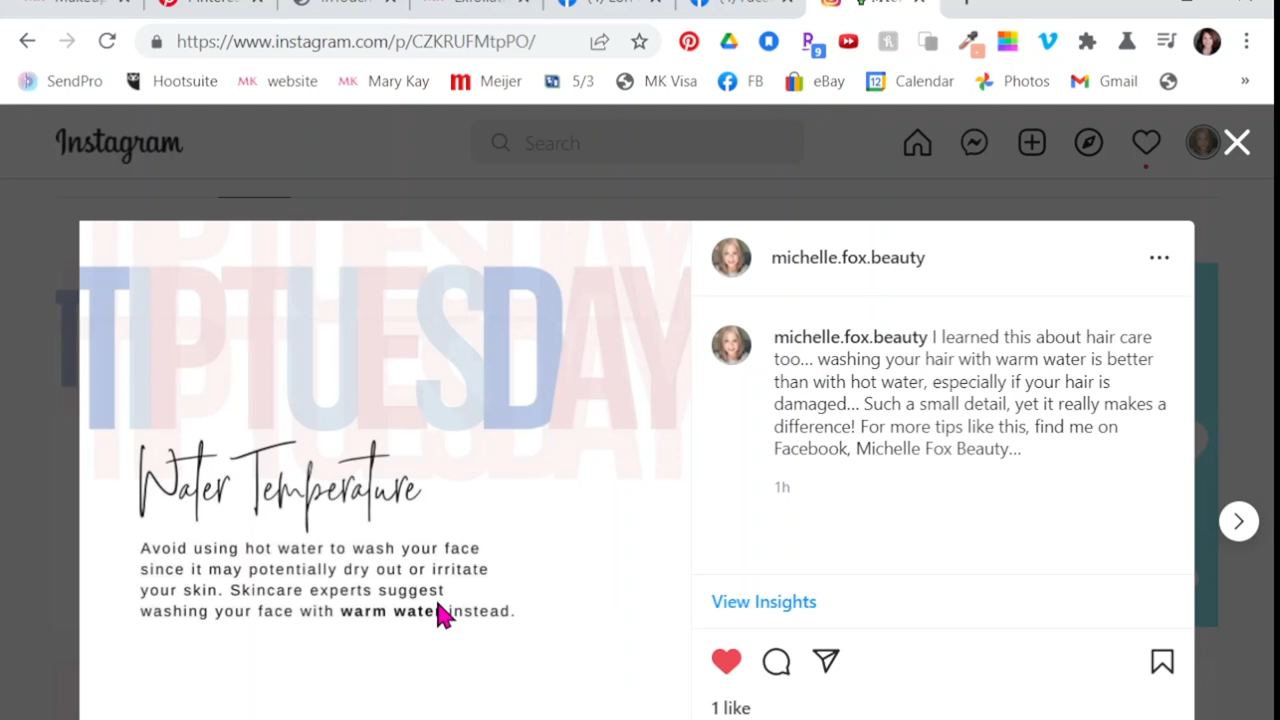 https://www.instagram.com/p/CZKRUFMtpPO/
9
SendPro
Hootsuite
MK website
MK Mary Kay
Meijer
5/3
MK Visa
FB
eBay
12 Calendar
Photos
Gmail
»
Instagram
Search
TIPTUESDAY
michelle.fox.beauty
Water Temperature
Avoid using hot water to wash your face
since it may potentially dry out or irritate
your skin. Skincare experts suggest
washing your face with warm water instead.
michelle.fox.beauty I learned this about hair care
too... washing your hair with warm water is better
than with hot water, especially if your hair is
damaged... Such a small detail, yet it really makes a
difference! For more tips like this, find me on
Facebook, Michelle Fox Beauty...
1h
View Insights
1 like